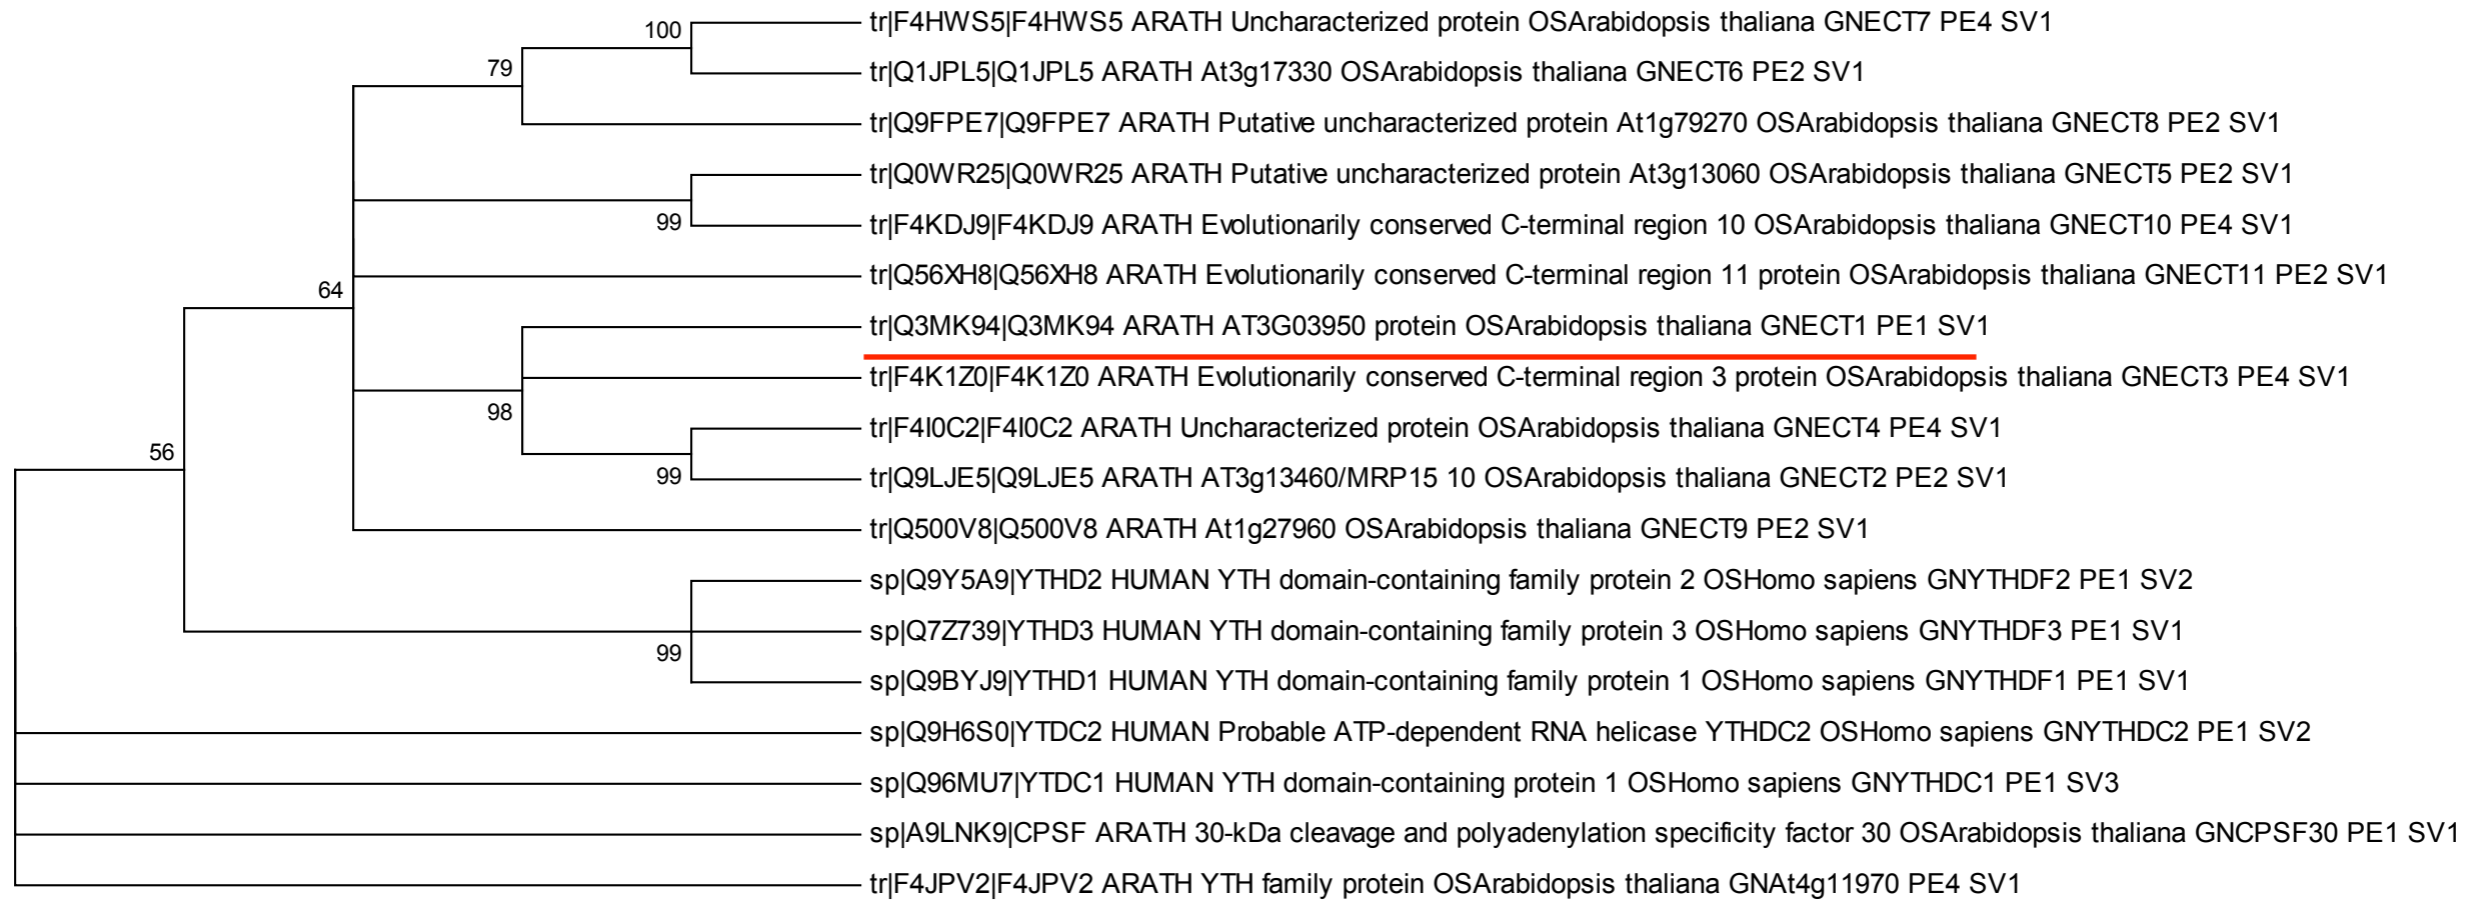 100
tr|F4HWS5|F4HWS5 ARATH Uncharacterized protein OSArabidopsis thaliana GNECT7 PE4 SV1
79
tr|Q1JPL5|Q1JPL5 ARATH At3g17330 OSArabidopsis thaliana GNECT6 PE2 SV1
tr|Q9FPE7|Q9FPE7 ARATH Putative uncharacterized protein At1g79270 OSArabidopsis thaliana GNECT8 PE2 SV1
tr|Q0WR25|Q0WR25 ARATH Putative uncharacterized protein At3g13060 OSArabidopsis thaliana GNECT5 PE2 SV1
99
tr|F4KDJ9|F4KDJ9 ARATH Evolutionarily conserved C-terminal region 10 OSArabidopsis thaliana GNECT10 PE4 SV1
64
tr|Q56XH8|Q56XH8 ARATH Evolutionarily conserved C-terminal region 11 protein OSArabidopsis thaliana GNECT11 PE2 SV1
tr|Q3MK94|Q3MK94 ARATH AT3G03950 protein OSArabidopsis thaliana GNECT1 PE1 SV1
tr|F4K1Z0|F4K1Z0 ARATH Evolutionarily conserved C-terminal region 3 protein OSArabidopsis thaliana GNECT3 PE4 SV1
98
tr|F4I0C2|F4I0C2 ARATH Uncharacterized protein OSArabidopsis thaliana GNECT4 PE4 SV1
56
99
tr|Q9LJE5|Q9LJE5 ARATH AT3g13460/MRP15 10 OSArabidopsis thaliana GNECT2 PE2 SV1
tr|Q500V8|Q500V8 ARATH At1g27960 OSArabidopsis thaliana GNECT9 PE2 SV1
sp|Q9Y5A9|YTHD2 HUMAN YTH domain-containing family protein 2 OSHomo sapiens GNYTHDF2 PE1 SV2
sp|Q7Z739|YTHD3 HUMAN YTH domain-containing family protein 3 OSHomo sapiens GNYTHDF3 PE1 SV1
99
sp|Q9BYJ9|YTHD1 HUMAN YTH domain-containing family protein 1 OSHomo sapiens GNYTHDF1 PE1 SV1
sp|Q9H6S0|YTDC2 HUMAN Probable ATP-dependent RNA helicase YTHDC2 OSHomo sapiens GNYTHDC2 PE1 SV2
sp|Q96MU7|YTDC1 HUMAN YTH domain-containing protein 1 OSHomo sapiens GNYTHDC1 PE1 SV3
sp|A9LNK9|CPSF ARATH 30-kDa cleavage and polyadenylation specificity factor 30 OSArabidopsis thaliana GNCPSF30 PE1 SV1
tr|F4JPV2|F4JPV2 ARATH YTH family protein OSArabidopsis thaliana GNAt4g11970 PE4 SV1